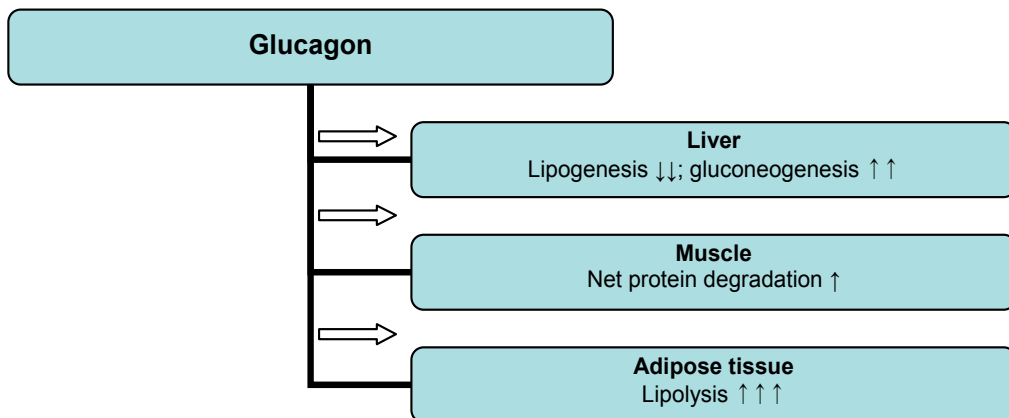 Glucagon
Liver
Lipogenesis ↓↓; gluconeogenesis ↑ ↑
Muscle
Net protein degradation ↑
Adipose tissue
Lipolysis ↑ ↑ ↑